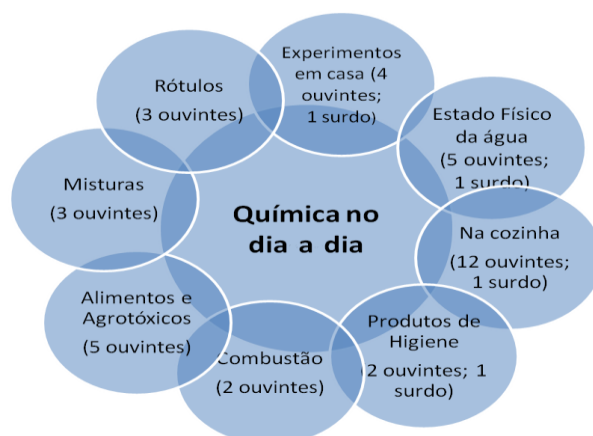 Química no
dia a dia
Experimentos
em casa (4
ouvintes;
1 surdo)
Estado Físico
da água
(5 ouvintes;
1 surdo)
Na cozinha
(12 ouvintes;
1 surdo)
Produtos de
Higiene
(2 ouvintes; 1
surdo)
Combustão
(2 ouvintes)
Alimentos e
Agrotóxicos
(5 ouvintes)
Misturas
(3 ouvintes)
Rótulos
(3 ouvintes)